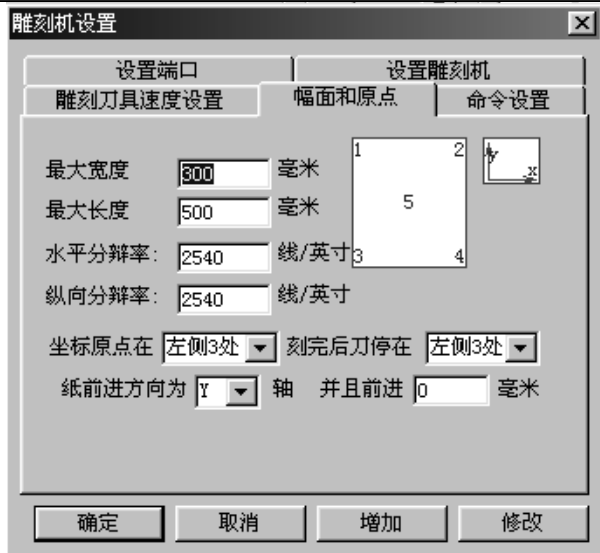 雕刻机设置
设置端口 设置雕刻机
雕刻刀具速度设置 幅面和原点 命令设置
最大宽度 300 毫米
最大长度 500 毫米
水平分辩率: 2540 线/英寸
纵向分辩率: 2540 线/英寸
1 2
5
3 4
Y
X
坐标原点在 左侧3处 刻完后刀停在 左侧3处
纸前进方向为 Y 轴 并且前进 0 毫米
确定 取消 增加 修改